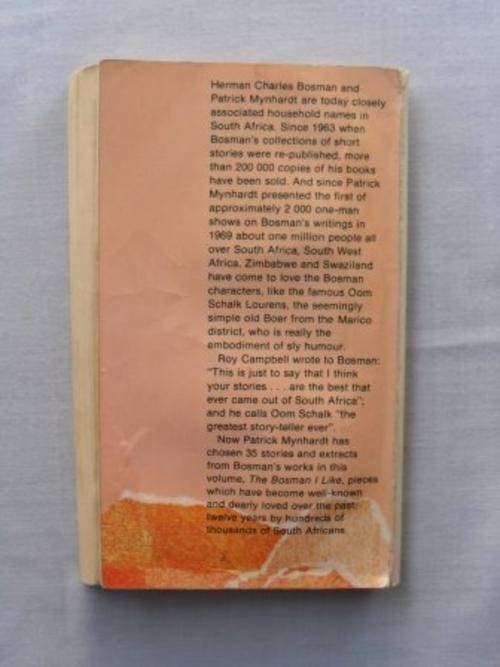 Herman Charles Bosman and
Patrick Mynhardt are today closely
associated household names in
South Africa. Since 1963 when
Bosman's collections of short
stories were re-published, more
than 200 000 copies of his books
have been sold. And since Patrick
Mynhardt presented the first of
approximately 2 000 one-man
shows on Bosman's writings in
1969 about one million people all
over South Africa, South West
Africa, Zimbabwe and Swaziland
have come to love the Bosman
characters, like the famous Oom
Schalk Lourens, the seemingly
simple old Boer from the Marico
district, who is really the
embodiment of sly humour.
Roy Campbell wrote to Bosman:
"This is just to say that I think
your stories . . . are the best that
ever came out of South Africa";
and he calls Oom Schalk "the
greatest story-teller ever".
Now Patrick Mynhardt has
chosen 35 stories and extracts
from Bosman's works in this
volume, The Bosman I Like, pieces
which have become well-known
and dearly loved over the past
twelve years by hundreds of
thousands of South Africans.